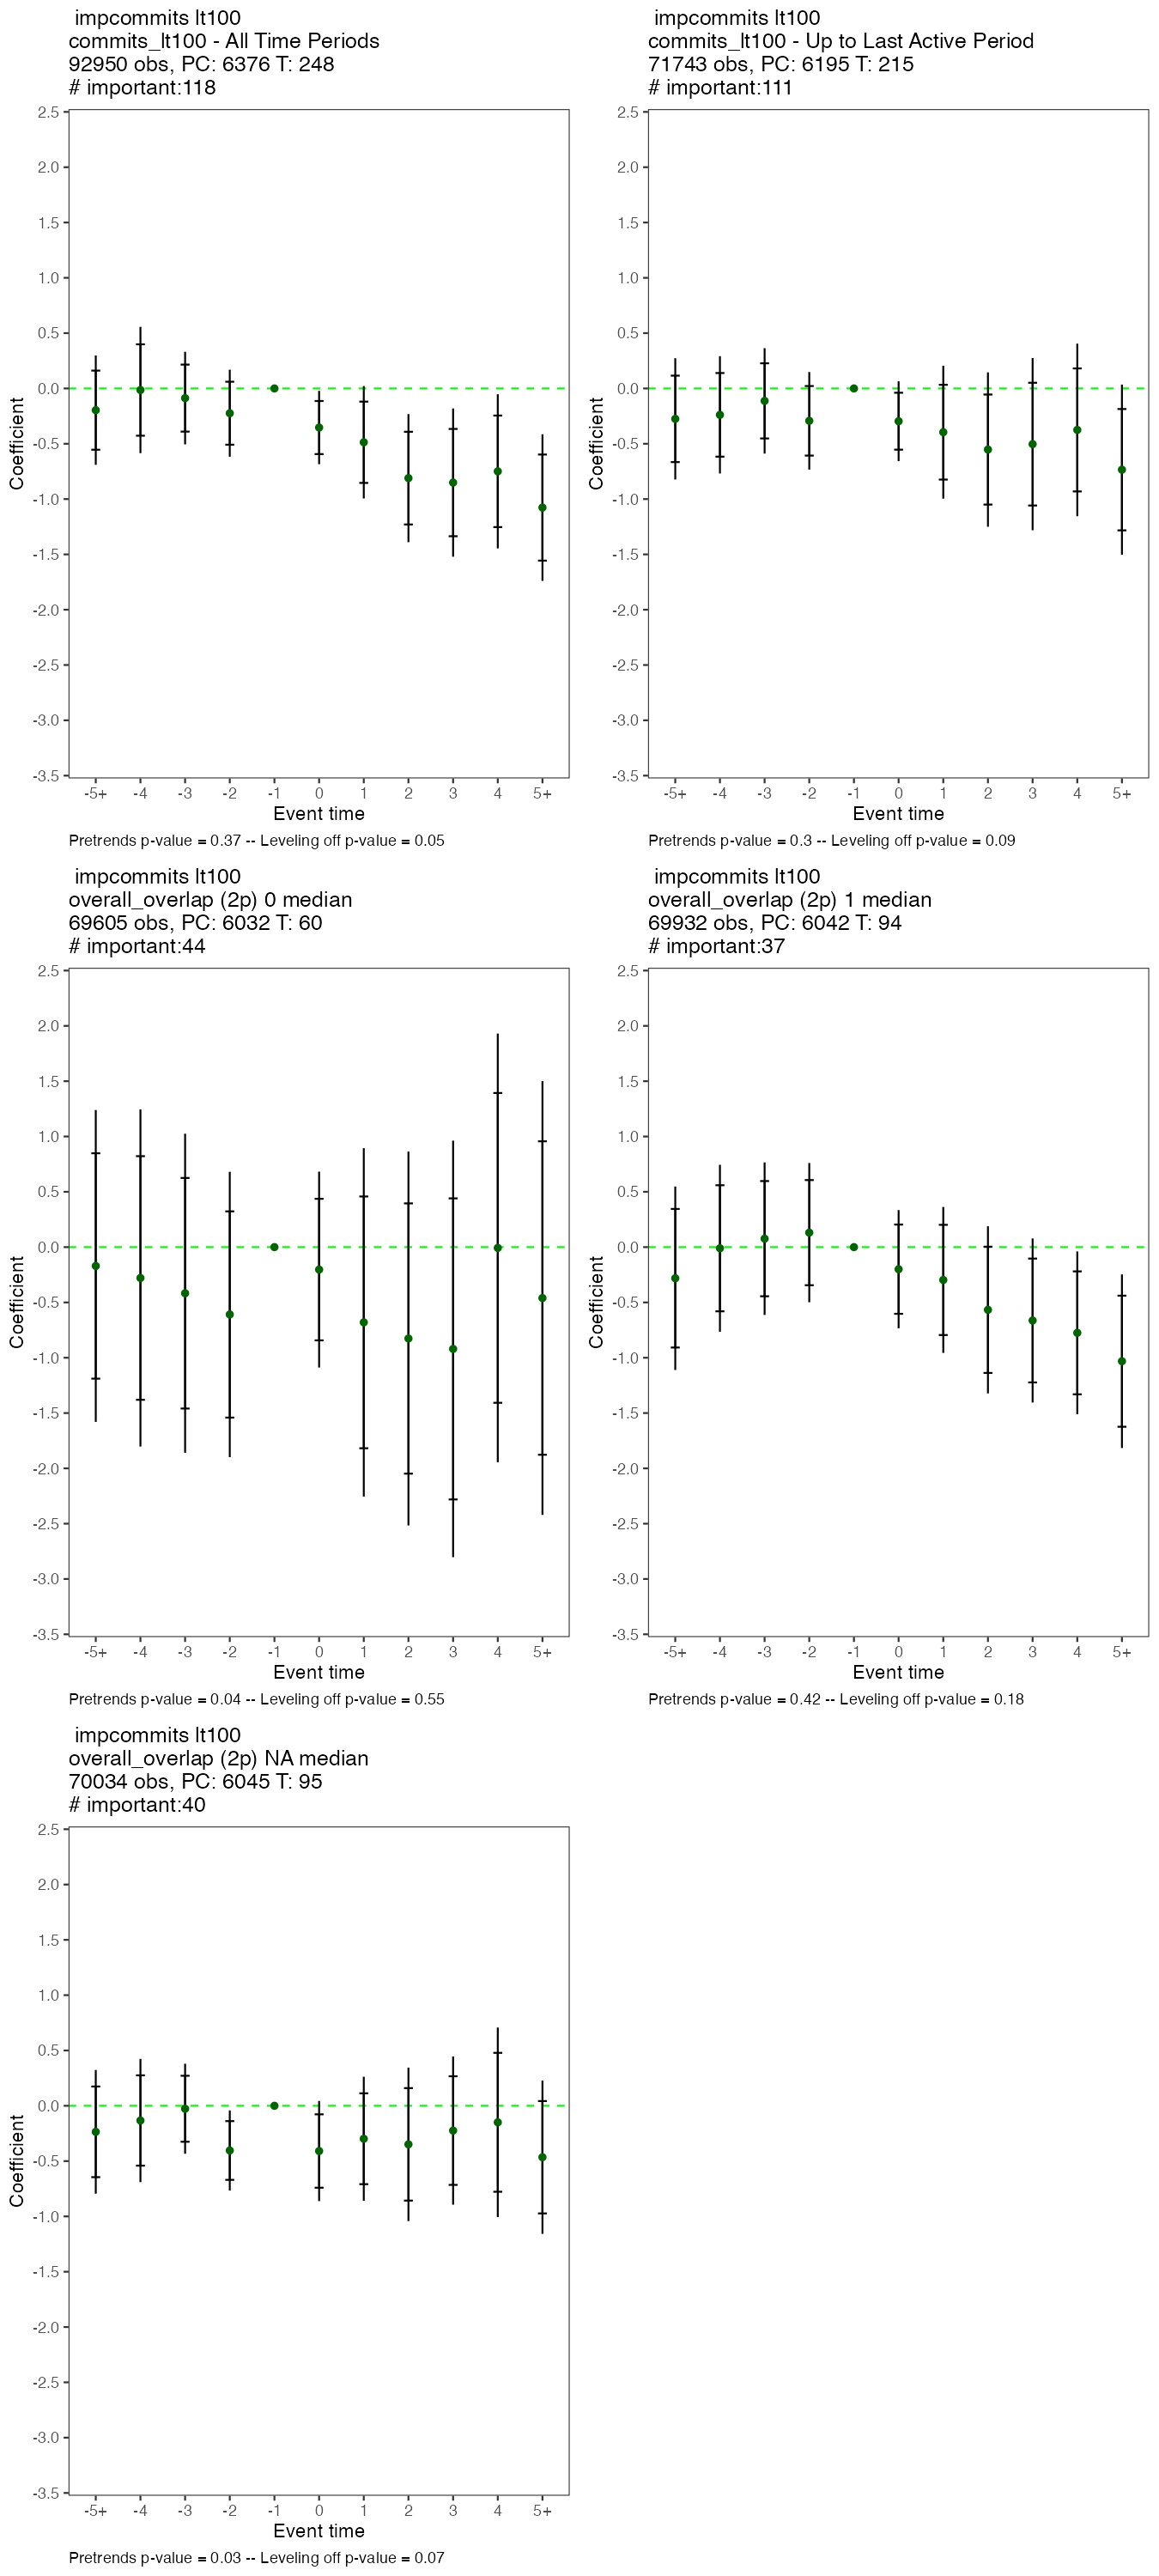 impcommits lt100
commits_lt100 - All Time Periods
92950 obs, PC: 6376 T: 248
# important:118
2.5
2.0
1.5
1.0
0.5
0.0
-0.5
-1.0
-1.5
-2.0
-2.5
-3.0
-3.5
Coefficient
-5+ -4 -3 -2 -1 0 1 2 3 4 5+
Event time
Pretrends p-value = 0.37 -- Leveling off p-value = 0.05
impcommits lt100
commits_lt100 - Up to Last Active Period
71743 obs, PC: 6195 T: 215
# important:111
2.5
2.0
1.5
1.0
0.5
0.0
-0.5
-1.0
-1.5
-2.0
-2.5
-3.0
-3.5
Coefficient
-5+ -4 -3 -2 -1 0 1 2 3 4 5+
Event time
Pretrends p-value = 0.3 -- Leveling off p-value = 0.09
impcommits lt100
overall_overlap (2p) 0 median
69605 obs, PC: 6032 T: 60
# important:44
2.5
2.0
1.5
1.0
0.5
0.0
-0.5
-1.0
-1.5
-2.0
-2.5
-3.0
-3.5
Coefficient
-5+ -4 -3 -2 -1 0 1 2 3 4 5+
Event time
Pretrends p-value = 0.04 -- Leveling off p-value = 0.55
impcommits lt100
overall_overlap (2p) 1 median
69932 obs, PC: 6042 T: 94
# important:37
2.5
2.0
1.5
1.0
0.5
0.0
-0.5
-1.0
-1.5
-2.0
-2.5
-3.0
-3.5
Coefficient
-5+ -4 -3 -2 -1 0 1 2 3 4 5+
Event time
Pretrends p-value = 0.42 -- Leveling off p-value = 0.18
impcommits lt100
overall_overlap (2p) NA median
70034 obs, PC: 6045 T: 95
# important:40
2.5
2.0
1.5
1.0
0.5
0.0
-0.5
-1.0
-1.5
-2.0
-2.5
-3.0
-3.5
Coefficient
-5+ -4 -3 -2 -1 0 1 2 3 4 5+
Event time
Pretrends p-value = 0.03 -- Leveling off p-value = 0.07